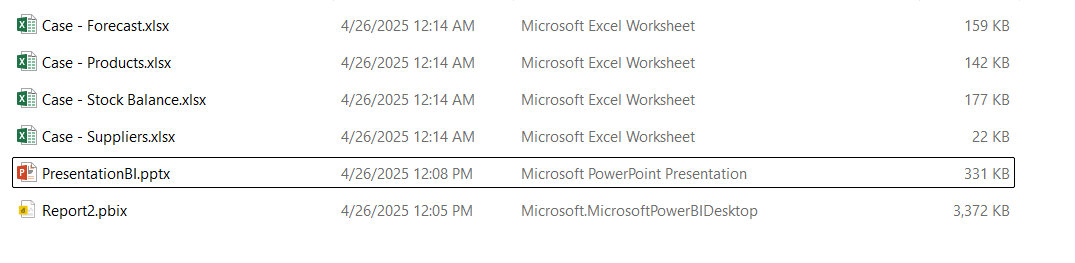 Case - Forecast.xlsx 4/26/2025 12:14 AM Microsoft Excel Worksheet 159 KB
Case - Products.xlsx 4/26/2025 12:14 AM Microsoft Excel Worksheet 142 KB
Case - Stock Balance.xlsx 4/26/2025 12:14 AM Microsoft Excel Worksheet 177 KB
Case - Suppliers.xlsx 4/26/2025 12:14 AM Microsoft Excel Worksheet 22 KB
PresentationBI.pptx 4/26/2025 12:08 PM Microsoft PowerPoint Presentation 331 KB
Report2.pbix 4/26/2025 12:05 PM Microsoft.MicrosoftPowerBIDesktop 3,372 KB